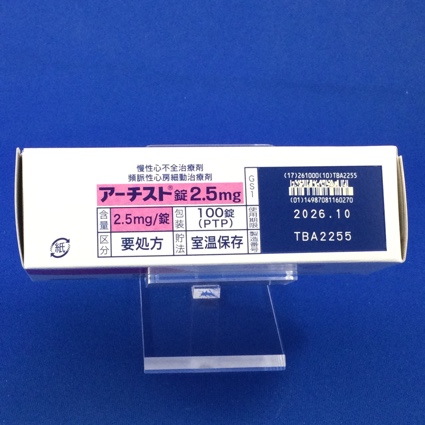 慢性心不全治療剤
頻脈性心房細動治療剤
アーチスト®錠2.5mg
含量 2.5mg/錠 包装 100錠(PTP)
区分 要処方 貯法 室温保存
GS1
(17)261000(10)TBA2255
(01)14987081160270
使用期限 2026.10
製造番号 TBA2255
紙